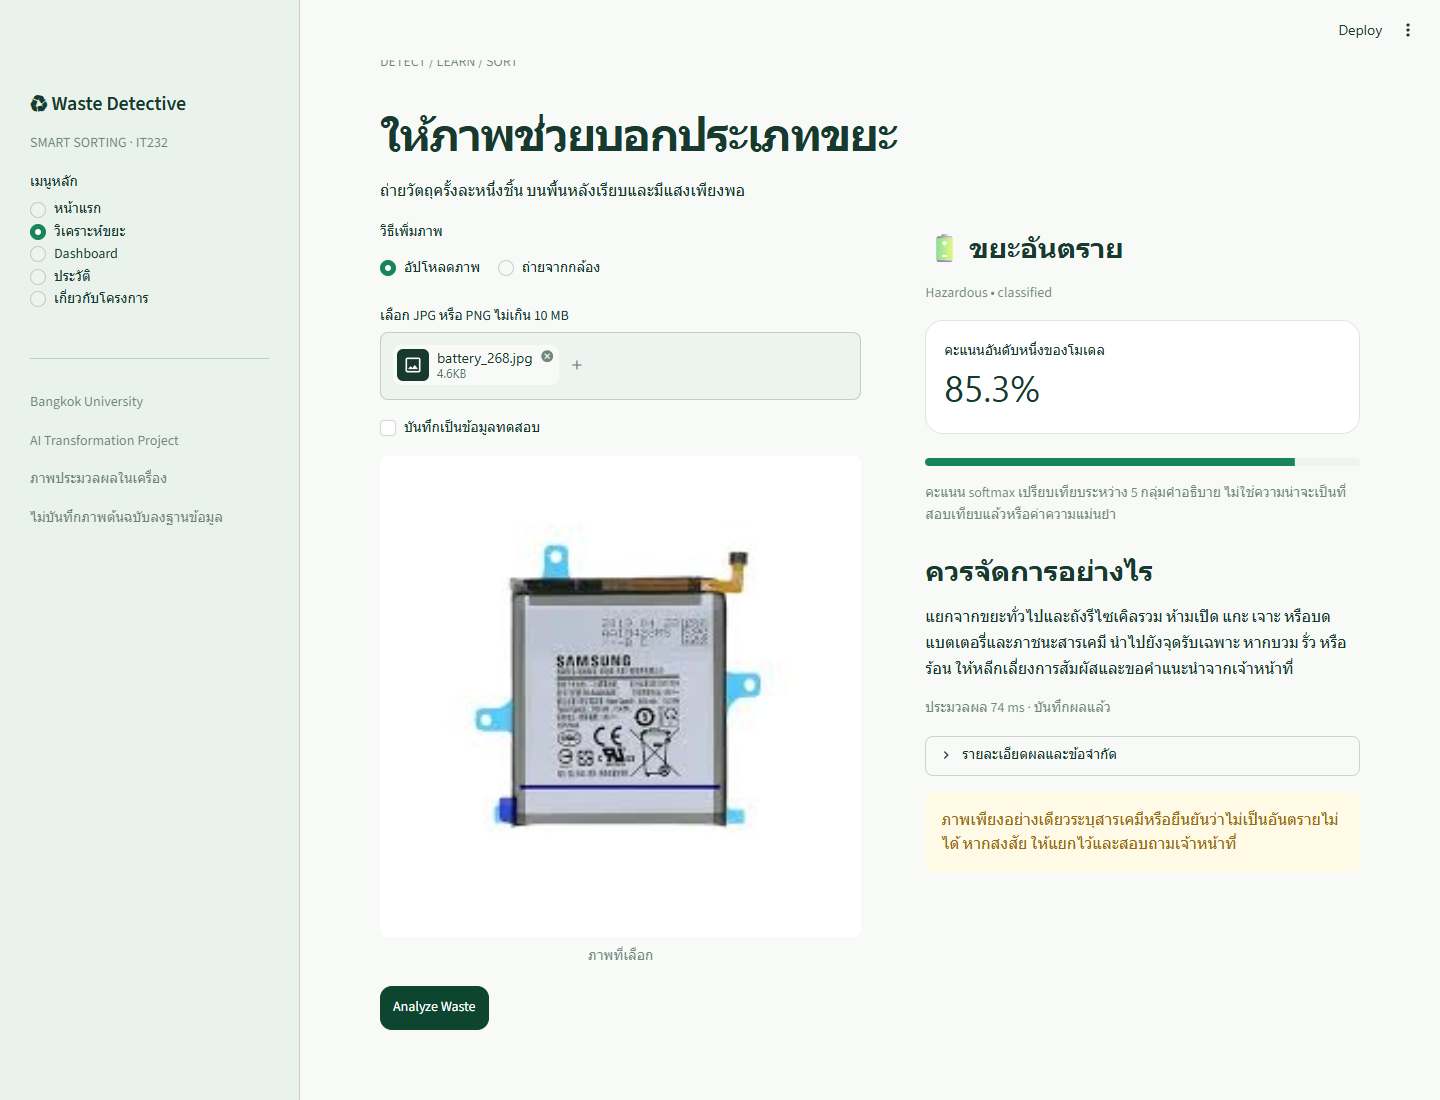 Deploy
♻ Waste Detective
SMART SORTING · IT232
เมนูหลัก
หน้าแรก
วิเคราะห์ขยะ
Dashboard
ประวัติ
เกี่ยวกับโครงการ
Bangkok University
AI Transformation Project
ภาพประมวลผลในเครื่อง
ไม่บันทึกภาพต้นฉบับลงฐานข้อมูล
DETECT / LEARN / SORT
ให้ภาพช่วยบอกประเภทขยะ
ถ่ายวัตถุครั้งละหนึ่งชิ้น บนพื้นหลังเรียบและมีแสงเพียงพอ
วิธีเพิ่มภาพ
อัปโหลดภาพ ถ่ายจากกล้อง
เลือก JPG หรือ PNG ไม่เกิน 10 MB
battery_268.jpg
4.6KB
บันทึกเป็นข้อมูลทดสอบ
SAMSUNG
ภาพที่เลือก
Analyze Waste
ขยะอันตราย
Hazardous • classified
คะแนนอันดับหนึ่งของโมเดล
85.3%
คะแนน softmax เปรียบเทียบระหว่าง 5 กลุ่มคำอธิบาย ไม่ใช่ความน่าจะเป็นที่
สอบเทียบแล้วหรือค่าความแม่นยำ
ควรจัดการอย่างไร
แยกจากขยะทั่วไปและถังรีไซเคิลรวม ห้ามเปิด แกะ เจาะ หรือบด
แบตเตอรี่และภาชนะสารเคมี นำไปยังจุดรับเฉพาะ หากบวม รั่ว หรือ
ร้อน ให้หลีกเลี่ยงการสัมผัสและขอคำแนะนำจากเจ้าหน้าที่
ประมวลผล 74 ms · บันทึกผลแล้ว
รายละเอียดผลและข้อจำกัด
ภาพเพียงอย่างเดียวระบุสารเคมีหรือยืนยันว่าไม่เป็นอันตรายไม่
ได้ หากสงสัย ให้แยกไว้และสอบถามเจ้าหน้าที่